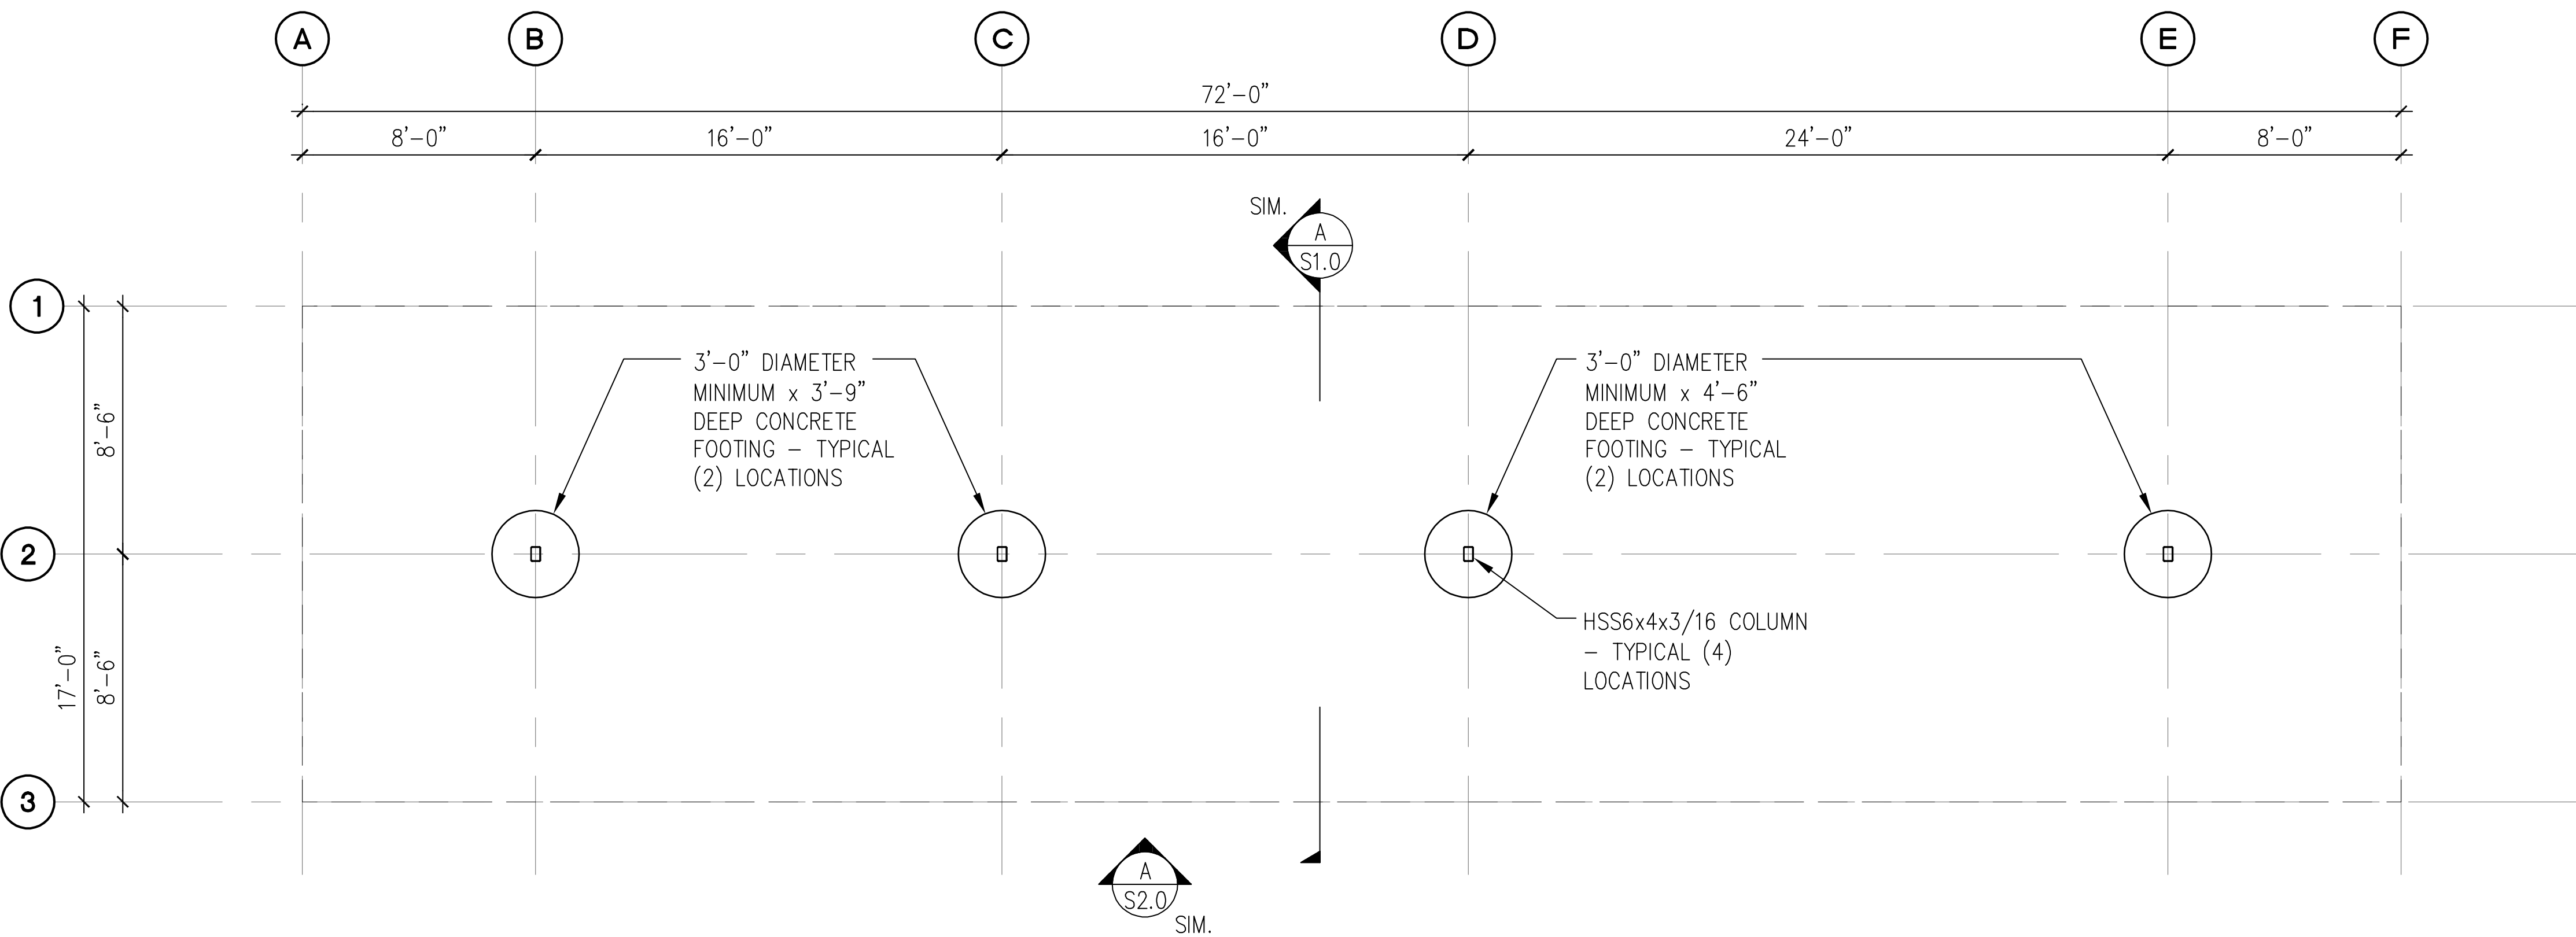 A B C D E F
72'-0"
8'-0" 16'-0" 16'-0" 24'-0" 8'-0"
SIM.
A
S1.0
1
8'-6"
3'-0" DIAMETER
MINIMUM x 3'-9"
DEEP CONCRETE
FOOTING - TYPICAL
(2) LOCATIONS
3'-0" DIAMETER
MINIMUM x 4'-6"
DEEP CONCRETE
FOOTING - TYPICAL
(2) LOCATIONS
2
HSS6x4x3/16 COLUMN
- TYPICAL (4)
LOCATIONS
17'-0"
8'-6"
3
A
S2.0
SIM.